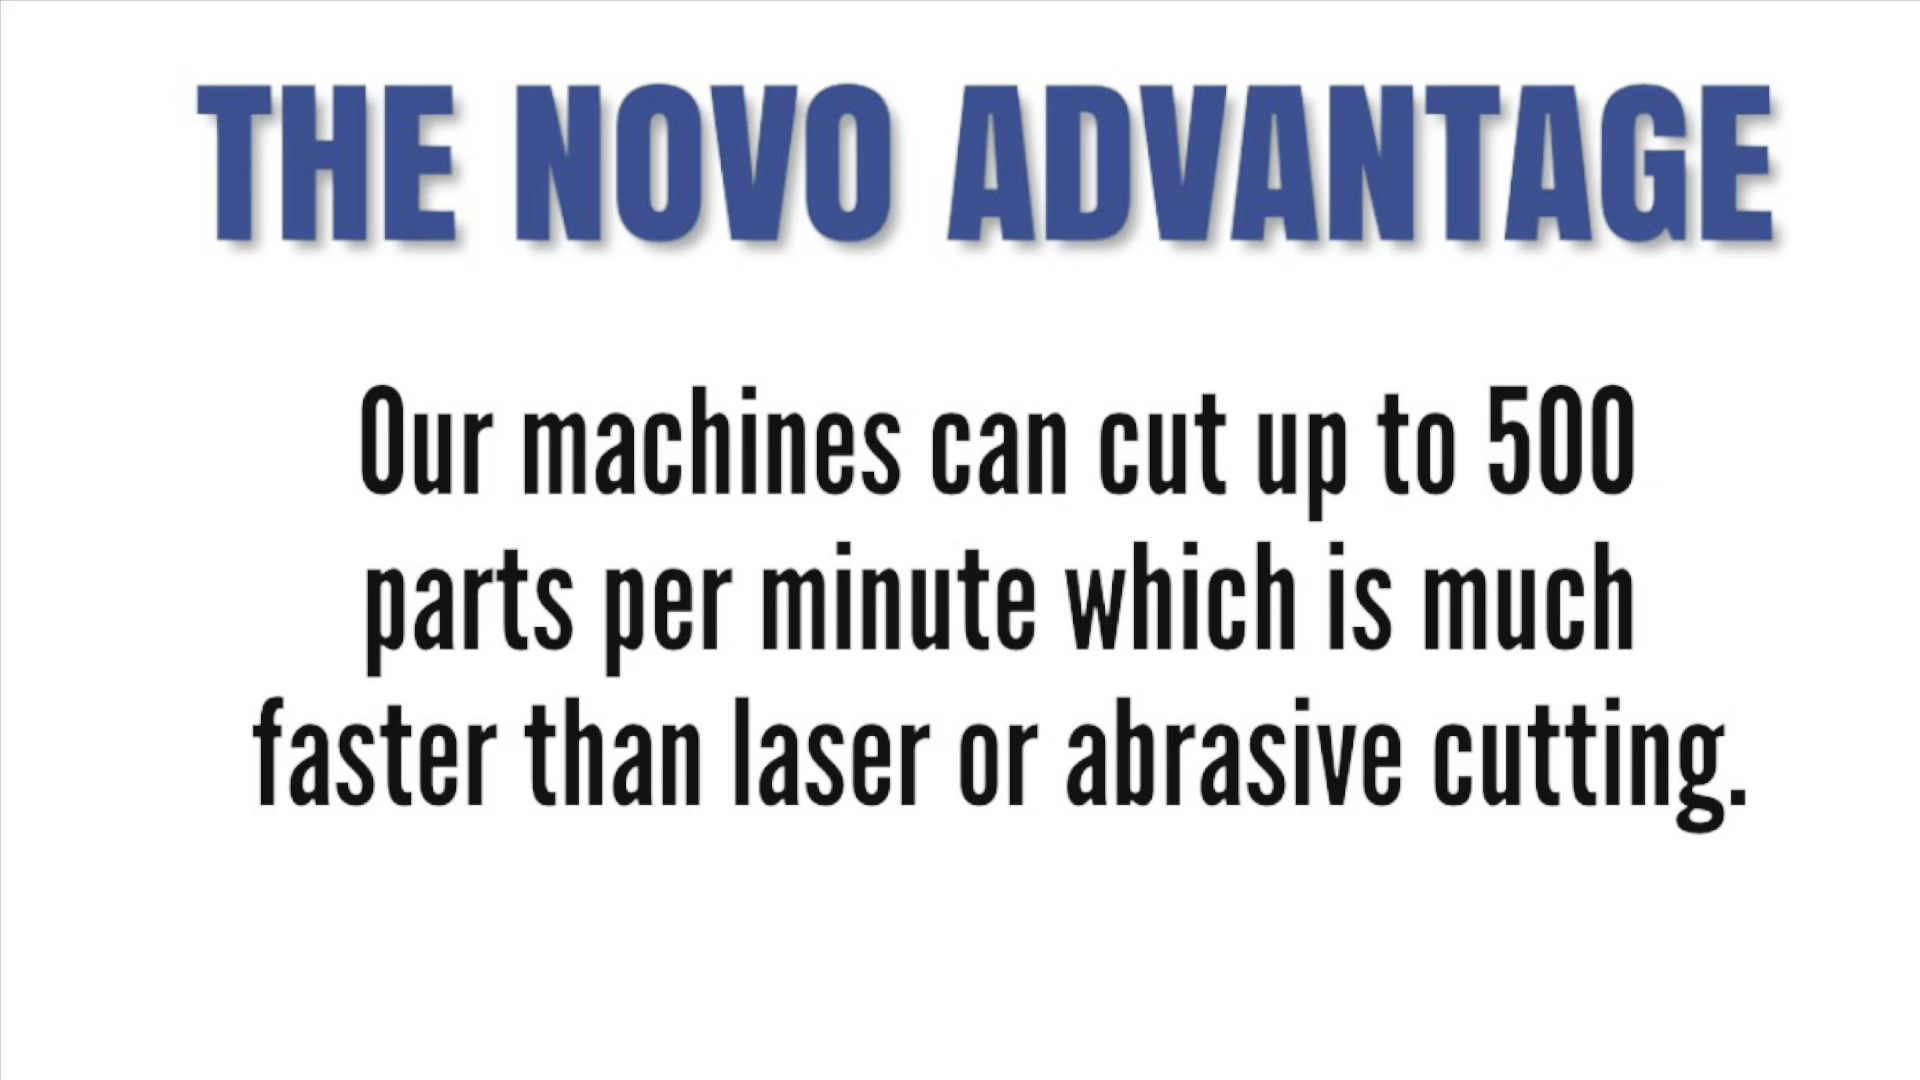 THE NOVO ADVANTAGE
Our machines can cut up to 500
parts per minute which is much
faster than laser or abrasive cutting.